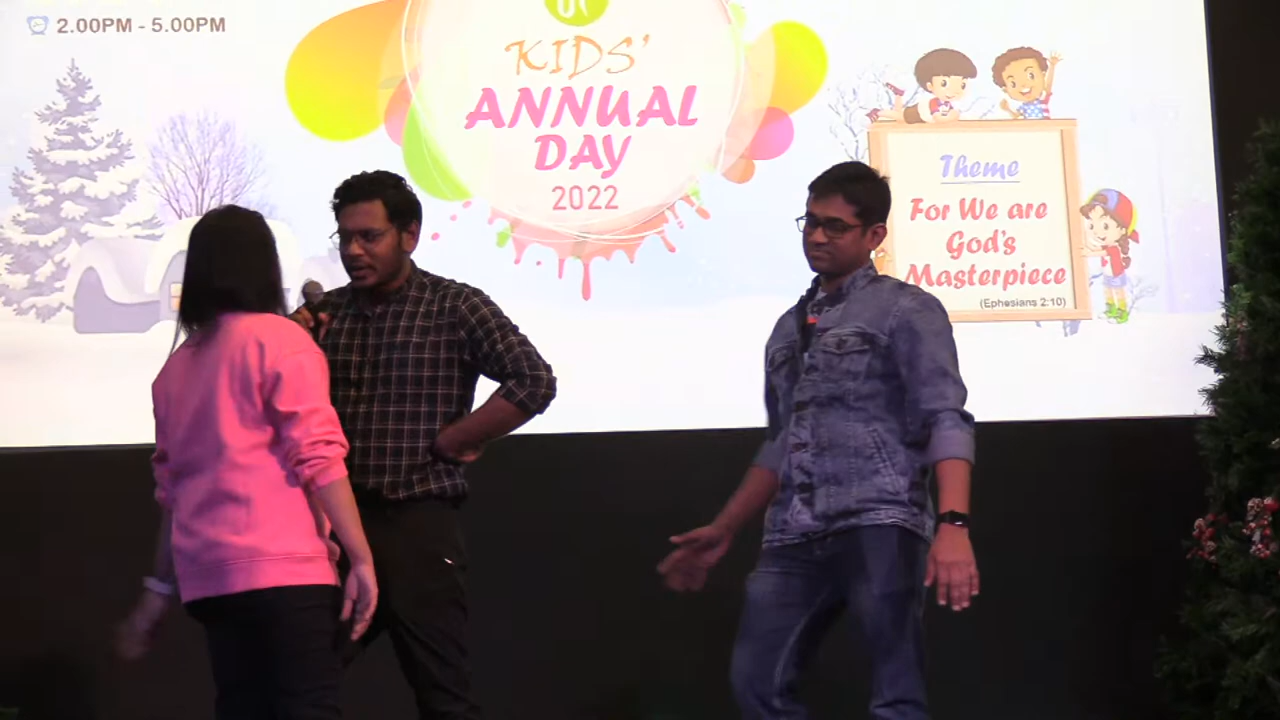 2.00PM - 5.00PM
KIDS'
ANNUAL
DAY
2022
Theme
For We are
God's
Masterpiece
(Ephesians 2:10)